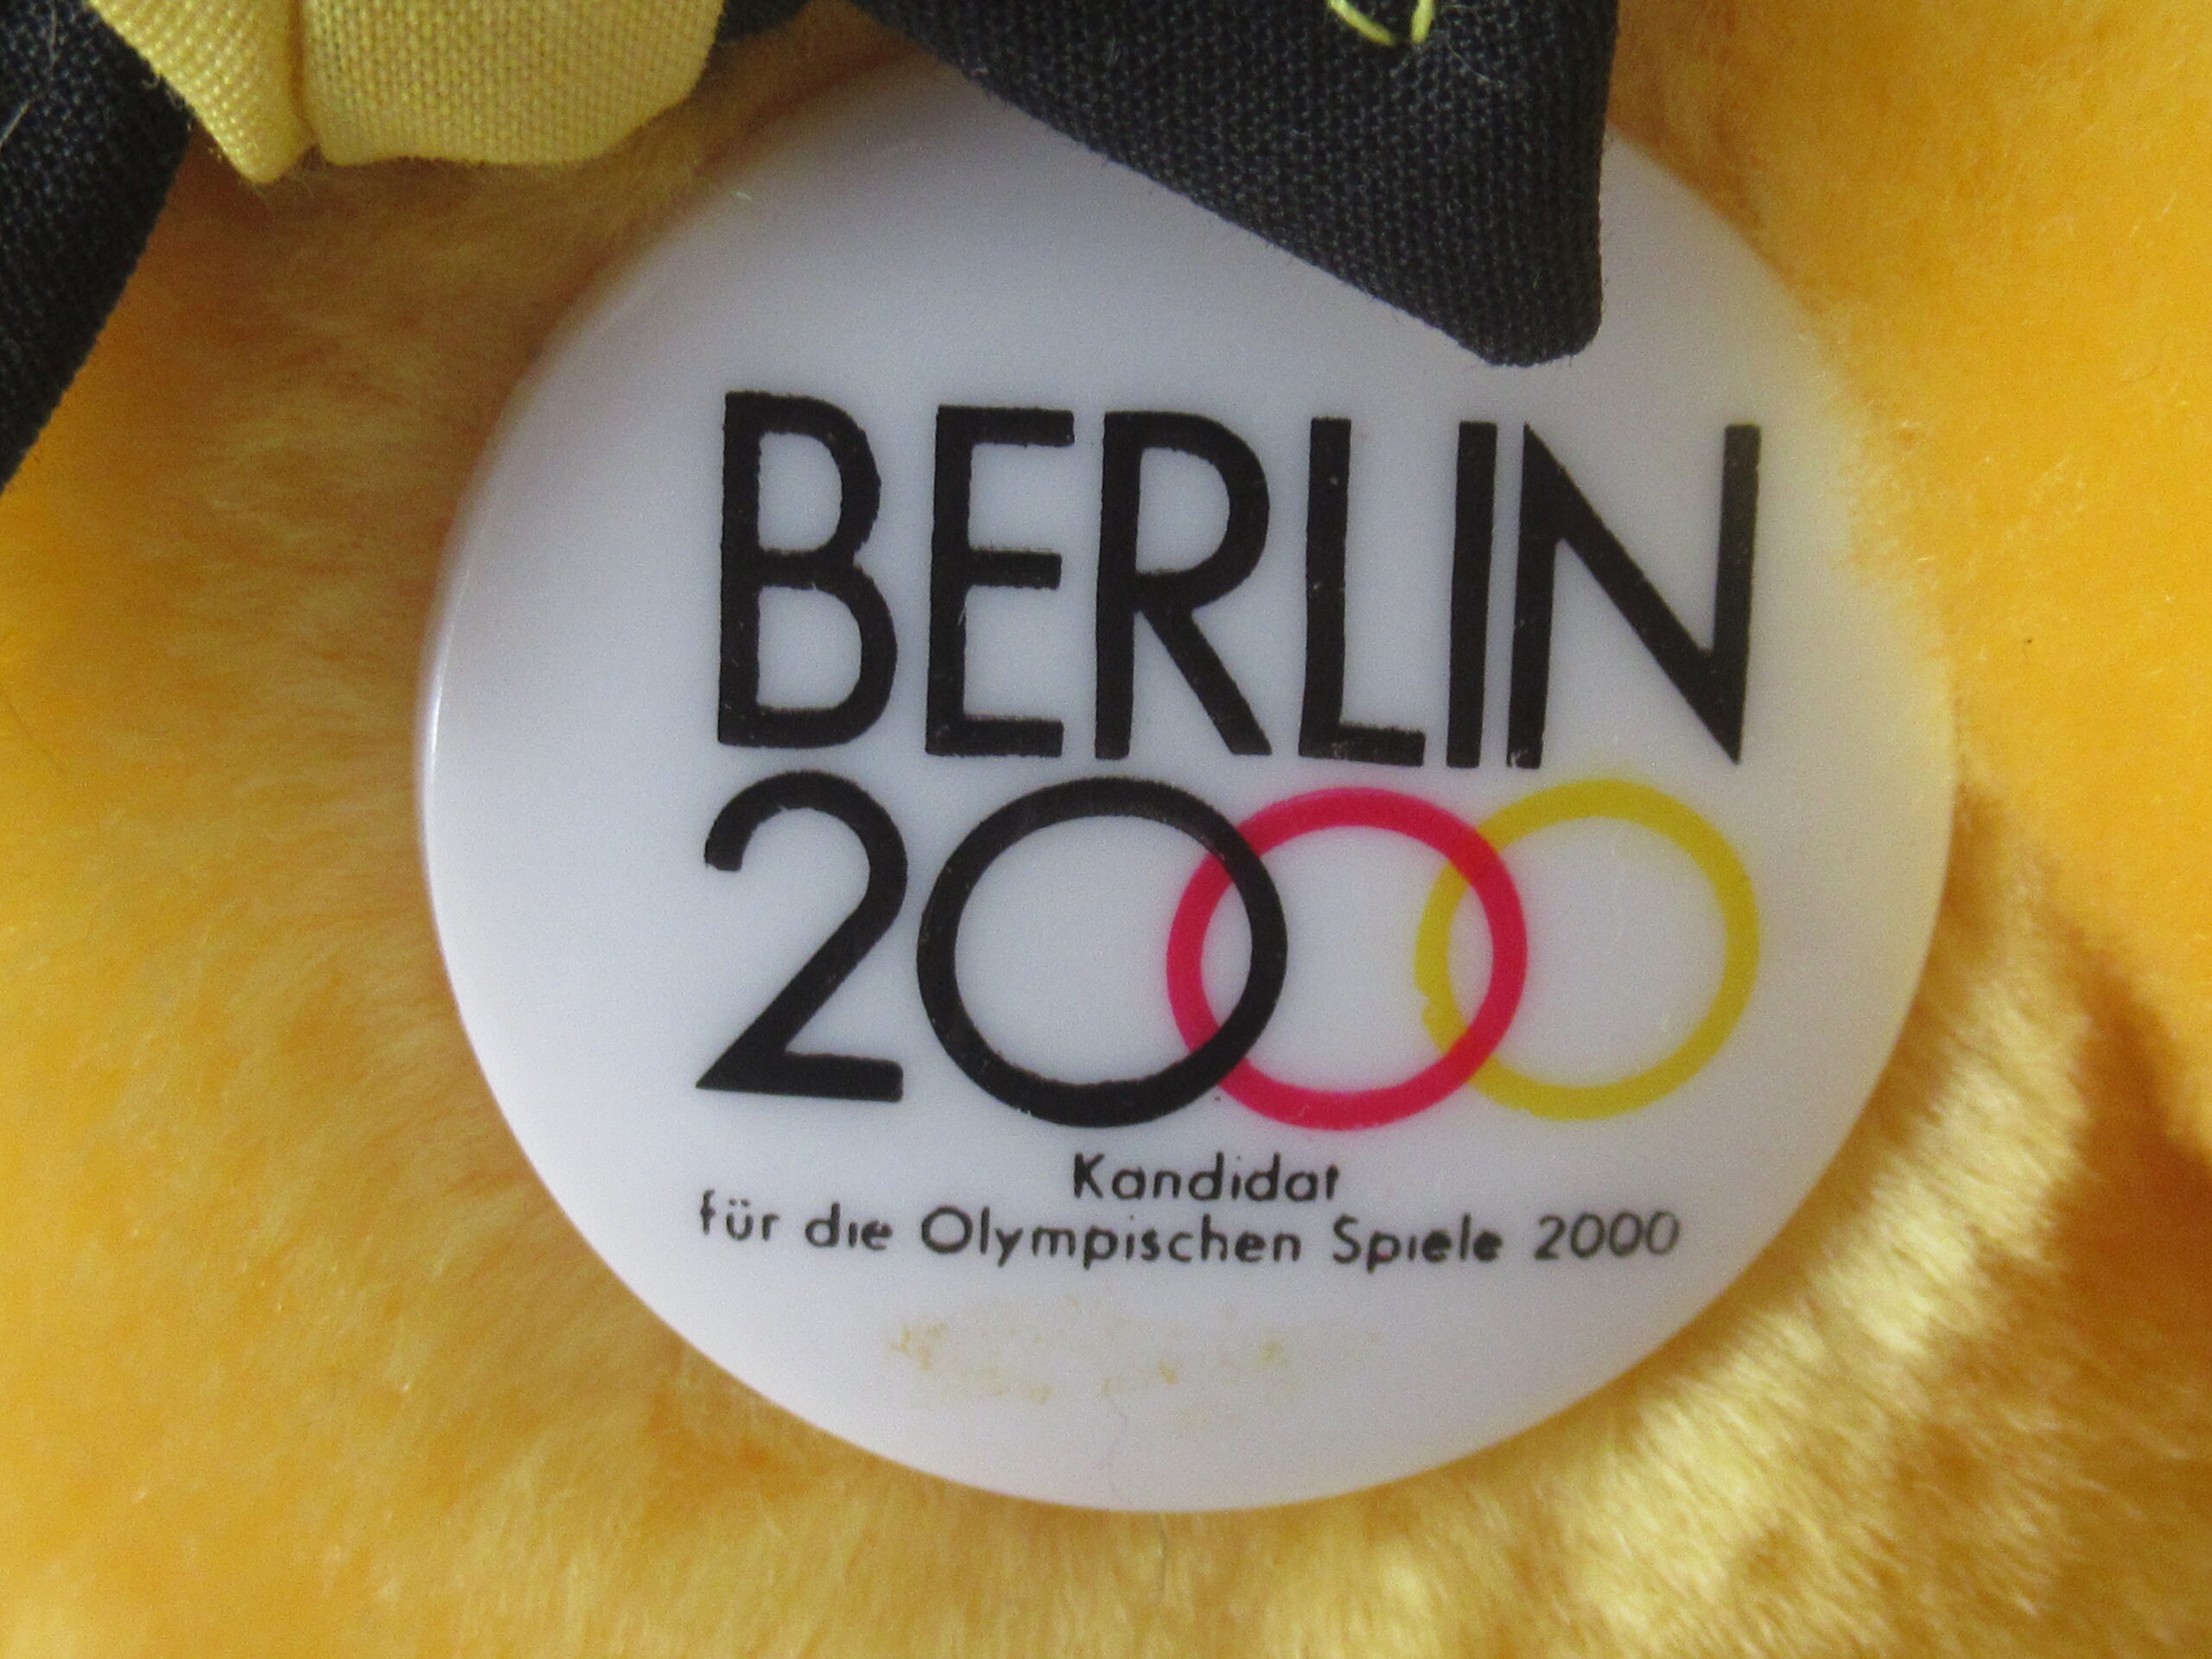 BERLIN
2000
Kandidat
für die Olympischen Spiele 2000